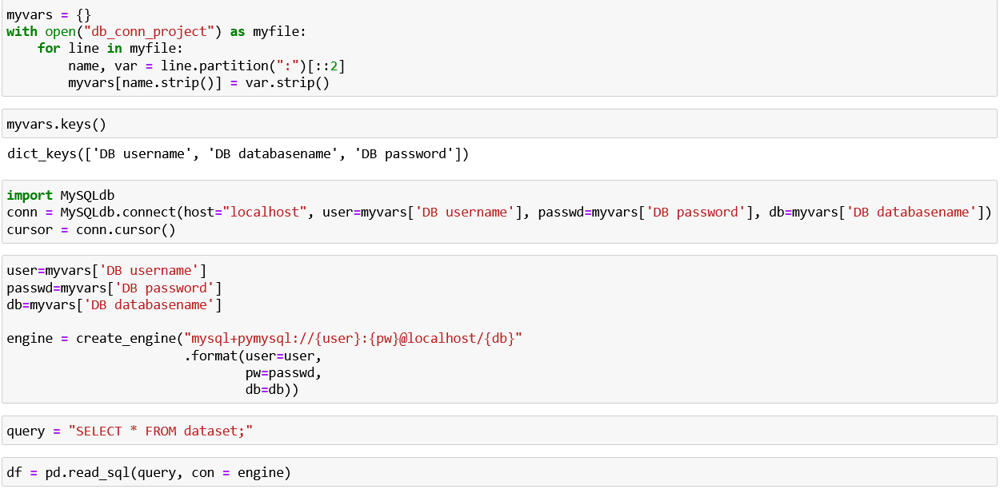 myvars = {}
with open("db_conn_project") as myfile:
    for line in myfile:
        name, var = line.partition(":")[::2]
        myvars[name.strip()] = var.strip()
myvars.keys()
dict_keys(['DB username', 'DB databasename', 'DB password'])
import MySQLdb
conn = MySQLdb.connect(host="localhost", user=myvars['DB username'], passwd=myvars['DB password'], db=myvars['DB databasename'])
cursor = conn.cursor()
user=myvars['DB username']
passwd=myvars['DB password']
db=myvars['DB databasename']
engine = create_engine("mysql+pymysql://{user}:{pw}@localhost/{db}"
                       .format(user=user,
                               pw=passwd,
                               db=db))
query = "SELECT * FROM dataset;"
df = pd.read_sql(query, con = engine)